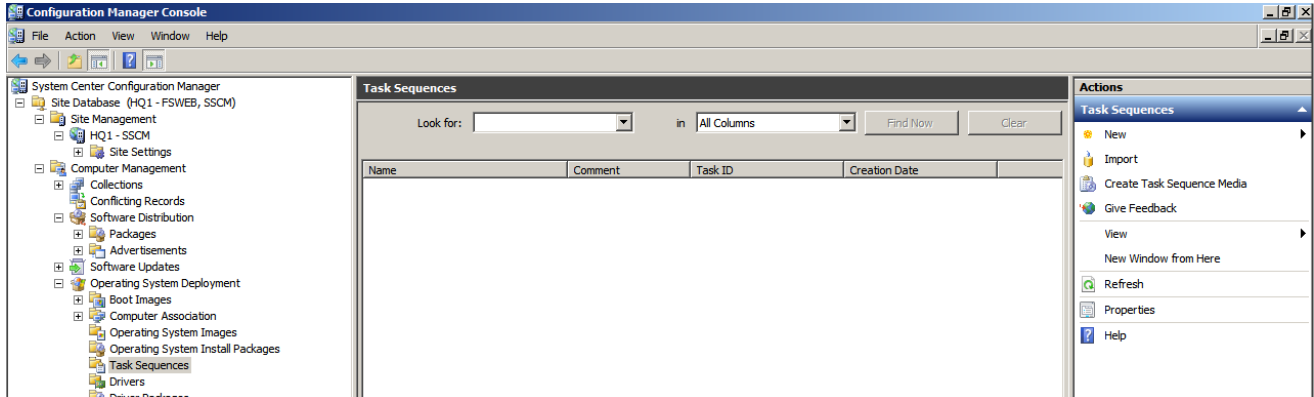 Configuration Manager Console
File Action View Window Help
System Center Configuration Manager
Site Database (HQ1 - FSWEB, SSCM)
Site Management
HQ1 - SSCM
Site Settings
Computer Management
Collections
Conflicting Records
Software Distribution
Packages
Advertisements
Software Updates
Operating System Deployment
Boot Images
Computer Association
Operating System Images
Operating System Install Packages
Task Sequences
Drivers
Driver Packages
Task Sequences
Look for: in All Columns Find Now Clear
Name Comment Task ID Creation Date
Actions
Task Sequences
New
Import
Create Task Sequence Media
Give Feedback
View
New Window from Here
Refresh
Properties
Help